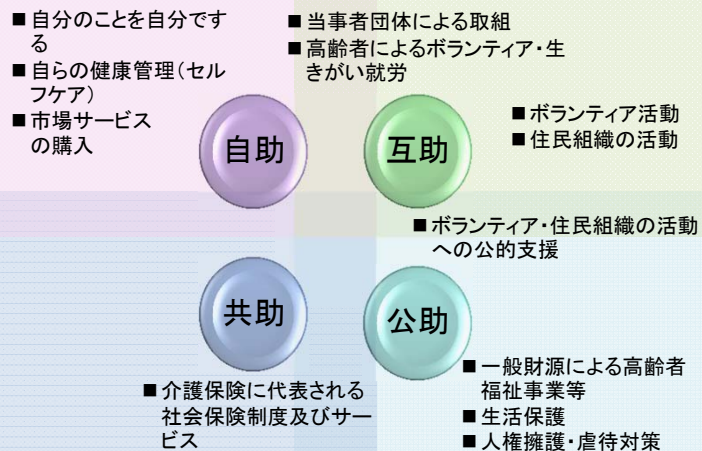 ■自分のことを自分です
る
■自らの健康管理(セル
フケア)
■市場サービス
の購入
■当事者団体による取組
■高齢者によるボランティア・生
きがい就労
自助
互助
■ボランティア活動
■住民組織の活動
■ボランティア・住民組織の活動
への公的支援
共助
公助
■介護保険に代表される
社会保険制度及びサー
ビス
■一般財源による高齢者
福祉事業等
■生活保護
■人権擁護・虐待対策